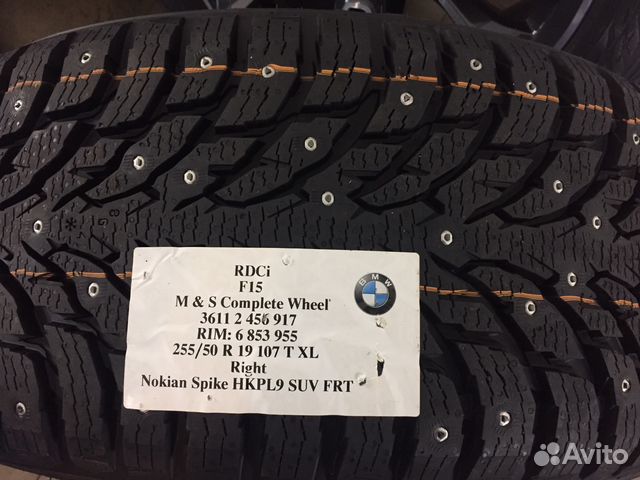 RDCi
F15
M & S Complete Wheel
3611 2 456 917
RIM: 6 853 955
255/50 R 19 107 T XL
Right
Nokian Spike HKPL9 SUV FRT
BMW
Avito